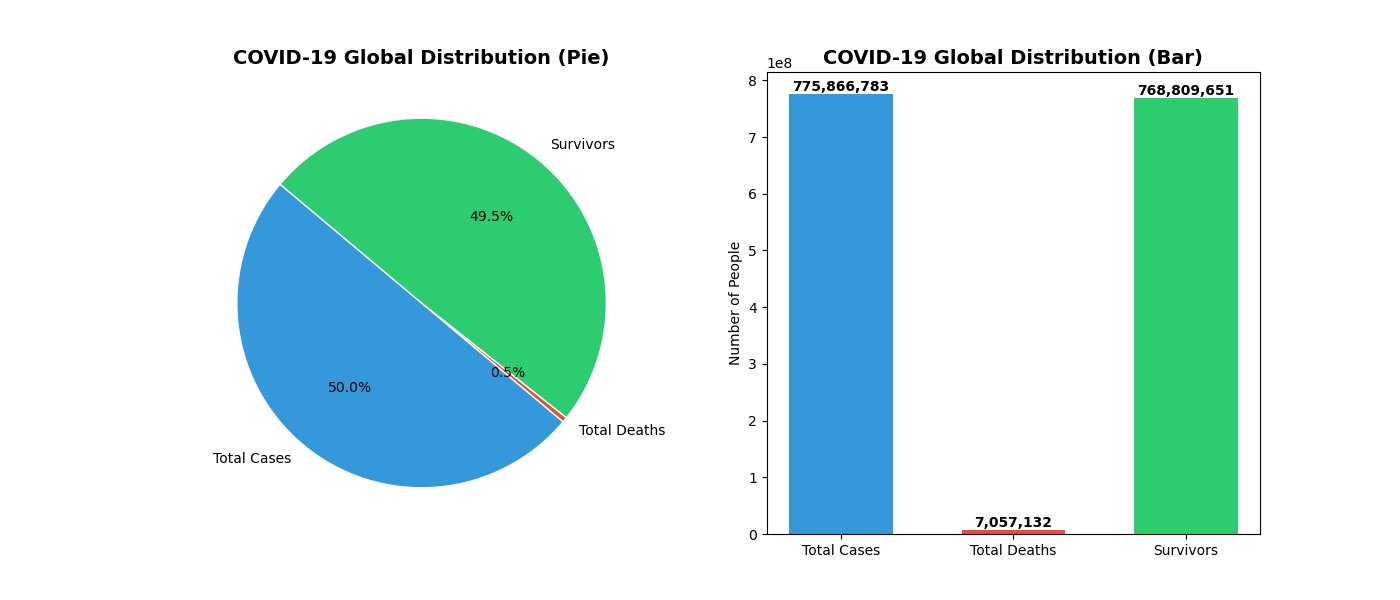 COVID-19 Global Distribution (Pie)
Survivors
49.5%
0.5%
50.0%
Total Deaths
Total Cases
COVID-19 Global Distribution (Bar)
1e8
8
7
6
5
4
3
2
1
0
Number of People
775,866,783
7,057,132
768,809,651
Total Cases
Total Deaths
Survivors